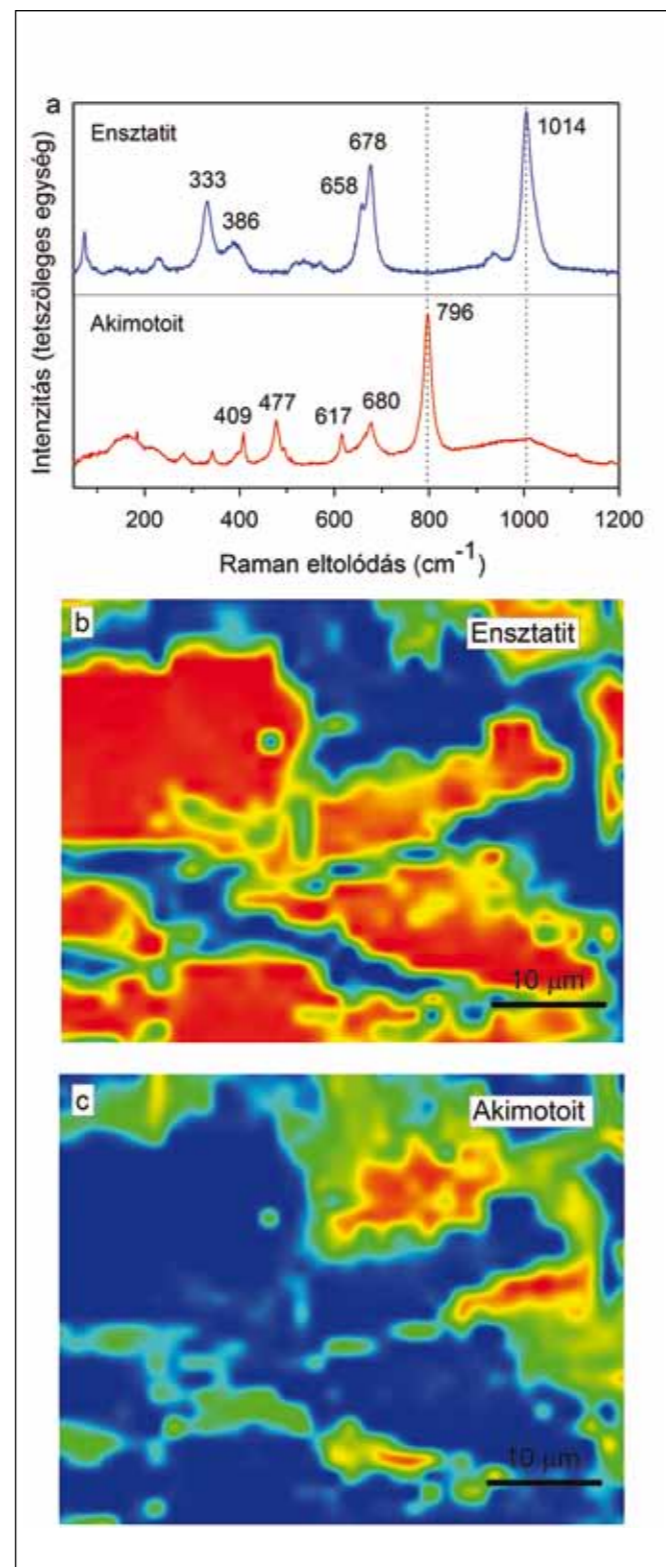 a
Ensztatit
333
386
658
678
1014
Akimotoit
409
477
617
680
796
Intenzitás (tetszőleges egység)
200 400 600 800 1000 1200
Raman eltolódás (cm⁻¹)
b
Ensztatit
10 µm
c
Akimotoit
10 µm